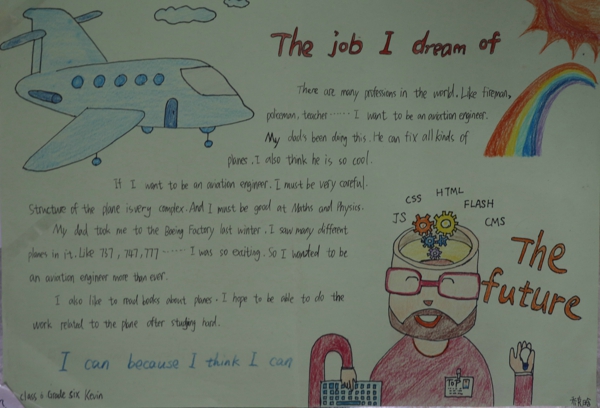 The job I dream of
There are many professions in the world. Like fireman,
policeman, teacher ...... I want to be an aviation engineer.
My dad's been doing this. He can fix all kinds of
planes. I also think he is so cool.
If I want to be an aviation engineer. I must be very careful.
Structure of the plane is very complex. And I must be good at Maths and Physics.
My dad took me to the Boeing Factory last winter. I saw many different
planes in it. Like 737, 747, 777 ...... I was so exciting. So I wanted to be
an aviation engineer more than ever.
I also like to read books about planes. I hope to be able to do the
work related to the plane after studying hard.
I can because I think I can
Class 4 Grade Six Kevin
JS
CSS
HTML
FLASH
CMS
The
future